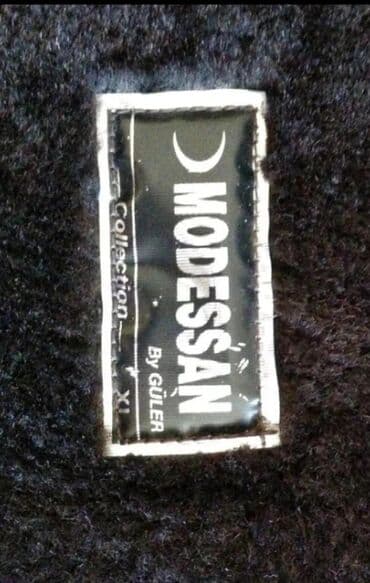 MODESSAN
By GÜLER
Collection XL